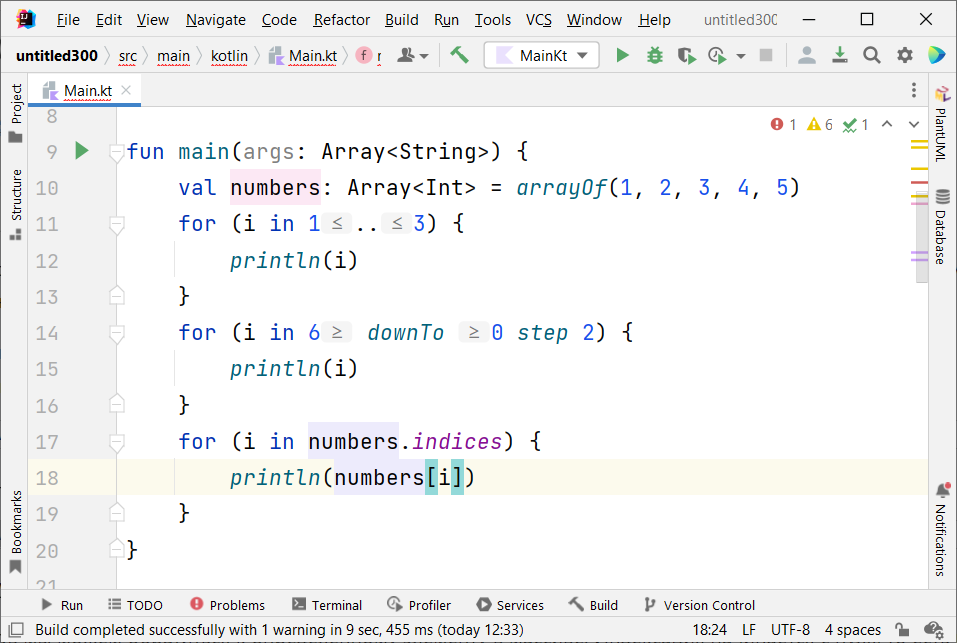 File Edit View Navigate Code Refactor Build Run Tools VCS Window Help untitled300
untitled300 src main kotlin Main.kt f MainKt
Main.kt
1 6 1
Project
Structure
Bookmarks
PlantUML
Database
Notifications
8
9 fun main(args: Array<String>) {
10 val numbers: Array<Int> = arrayOf(1, 2, 3, 4, 5)
11 for (i in 1 ≤ .. ≤ 3) {
12 println(i)
13 }
14 for (i in 6 ≥ downTo ≥ 0 step 2) {
15 println(i)
16 }
17 for (i in numbers.indices) {
18 println(numbers[i])
19 }
20 }
21
Run TODO Problems Terminal Profiler Services Build Version Control
Build completed successfully with 1 warning in 9 sec, 455 ms (today 12:33) 18:24 LF UTF-8 4 spaces